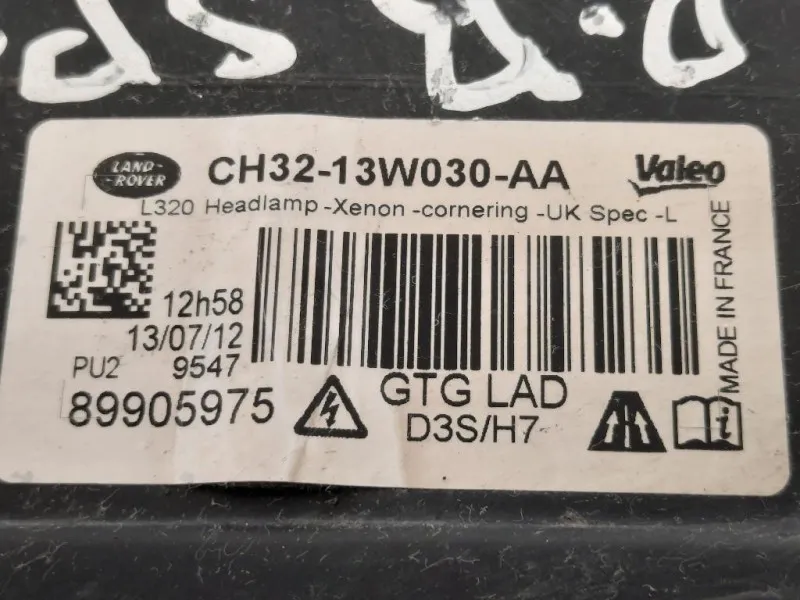 LAND-
-ROVER
CH32-13W030-AA
Valeo
L320 Headlamp -Xenon -cornering -UK Spec -L
12h58
13/07/12
PU2 9547
89905975
GTG LAD
D3S/H7
MADE IN FRANCE
i